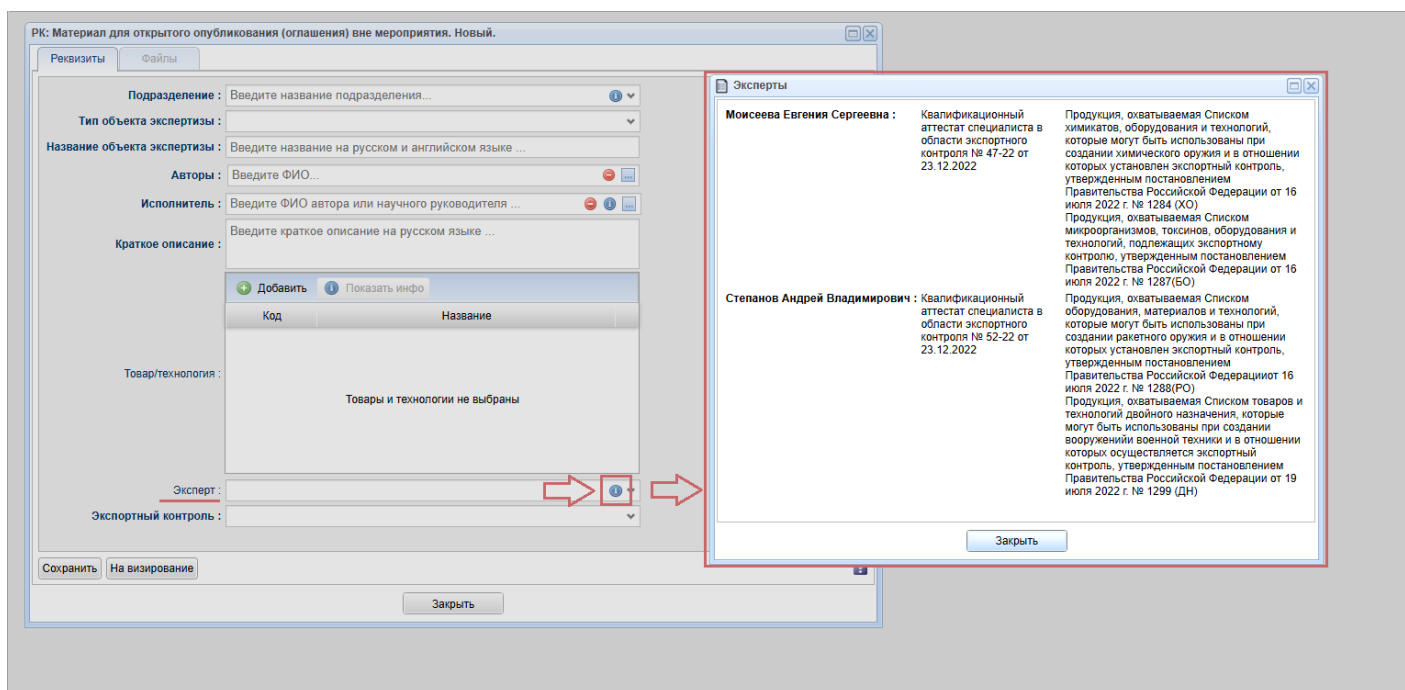 РК: Материал для открытого опубликования (оглашения) вне мероприятия. Новый.
Реквизиты
Файлы
Подразделение :
Введите название подразделения...
Тип объекта экспертизы :
Название объекта экспертизы :
Введите название на русском и английском языке ...
Авторы :
Введите ФИО...
Исполнитель :
Введите ФИО автора или научного руководителя ...
Краткое описание :
Введите краткое описание на русском языке ...
Товар/технология :
Добавить
Показать инфо
Код
Название
Товары и технологии не выбраны
Эксперт :
Экспортный контроль :
Сохранить
На визирование
Закрыть
Эксперты
Моисеева Евгения Сергеевна :
Квалификационный
аттестат специалиста в
области экспортного
контроля № 47-22 от
23.12.2022
Продукция, охватываемая Списком
химикатов, оборудования и технологий,
которые могут быть использованы при
создании химического оружия и в отношении
которых установлен экспортный контроль,
утвержденным постановлением
Правительства Российской Федерации от 16
июля 2022 г. № 1284 (ХО)
Продукция, охватываемая Списком
микроорганизмов, токсинов, оборудования и
технологий, подлежащих экспортному
контролю, утвержденным постановлением
Правительства Российской Федерации от 16
июля 2022 г. № 1287(БО)
Степанов Андрей Владимирович :
Квалификационный
аттестат специалиста в
области экспортного
контроля № 52-22 от
23.12.2022
Продукция, охватываемая Списком
оборудования, материалов и технологий,
которые могут быть использованы при
создании ракетного оружия и в отношении
которых установлен экспортный контроль,
утвержденным постановлением
Правительства Российской Федерацииот 16
июля 2022 г. № 1288(РО)
Продукция, охватываемая Списком товаров и
технологий двойного назначения, которые
могут быть использованы при создании
вооруженийи военной техники и в отношении
которых осуществляется экспортный
контроль, утвержденным постановлением
Правительства Российской Федерации от 19
июля 2022 г. № 1299 (ДН)
Закрыть